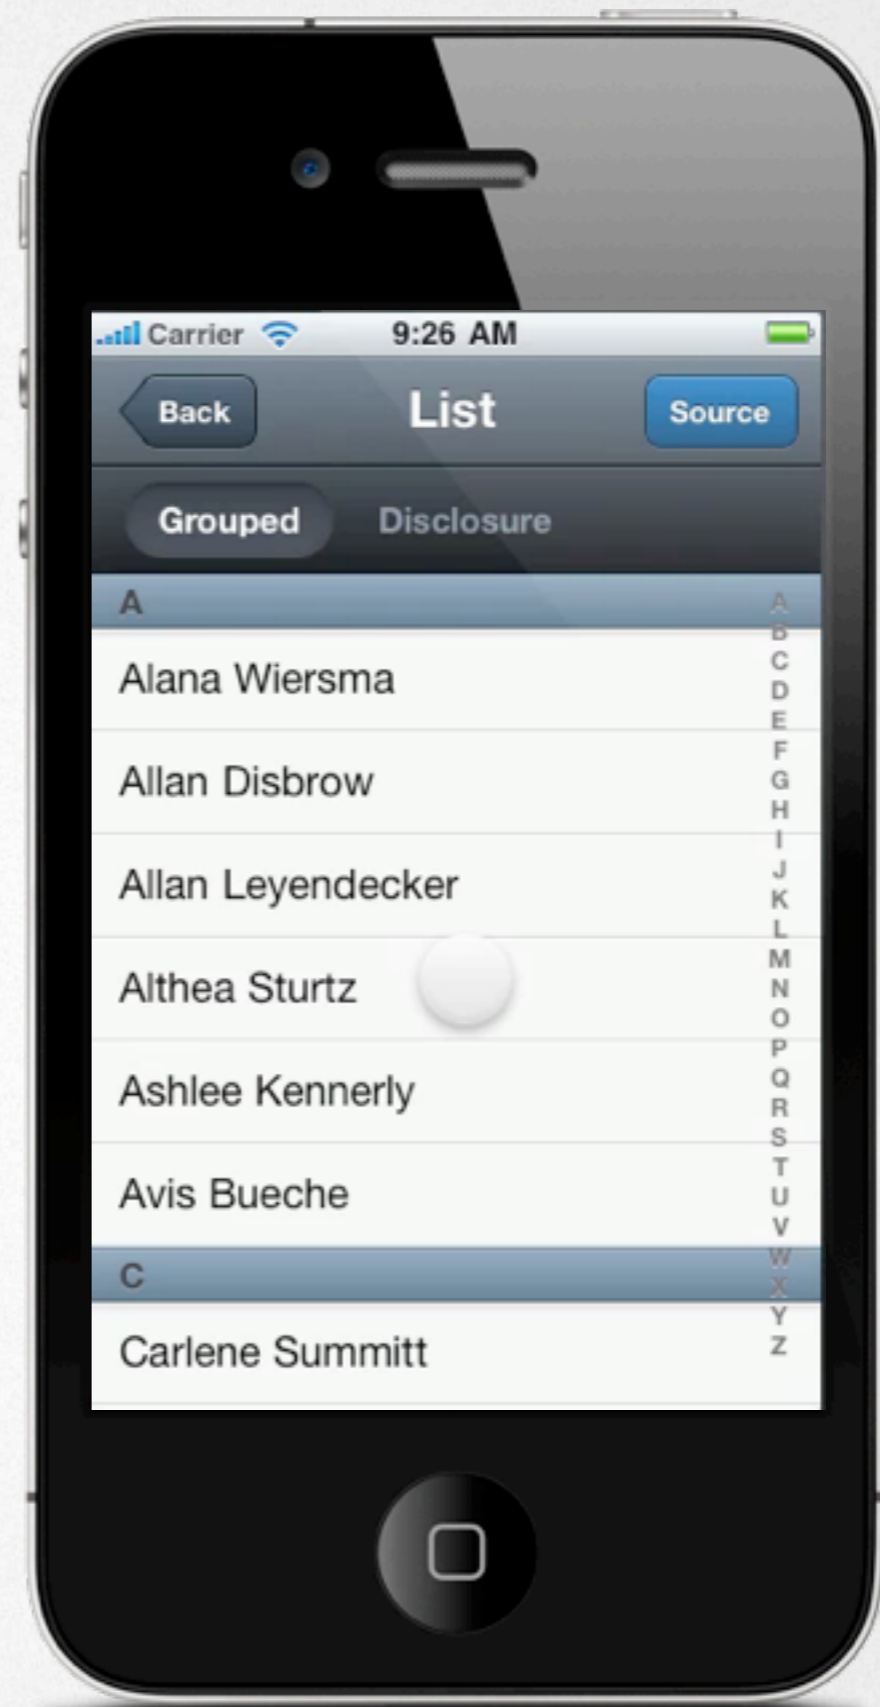 Carrier 9:26 AM
Back List Source
Grouped Disclosure
A
Alana Wiersma
Allan Disbrow
Allan Leyendecker
Althea Sturtz
Ashlee Kennerly
Avis Bueche
C
Carlene Summitt
A
B
C
D
E
F
G
H
I
J
K
L
M
N
O
P
Q
R
S
T
U
V
W
X
Y
Z